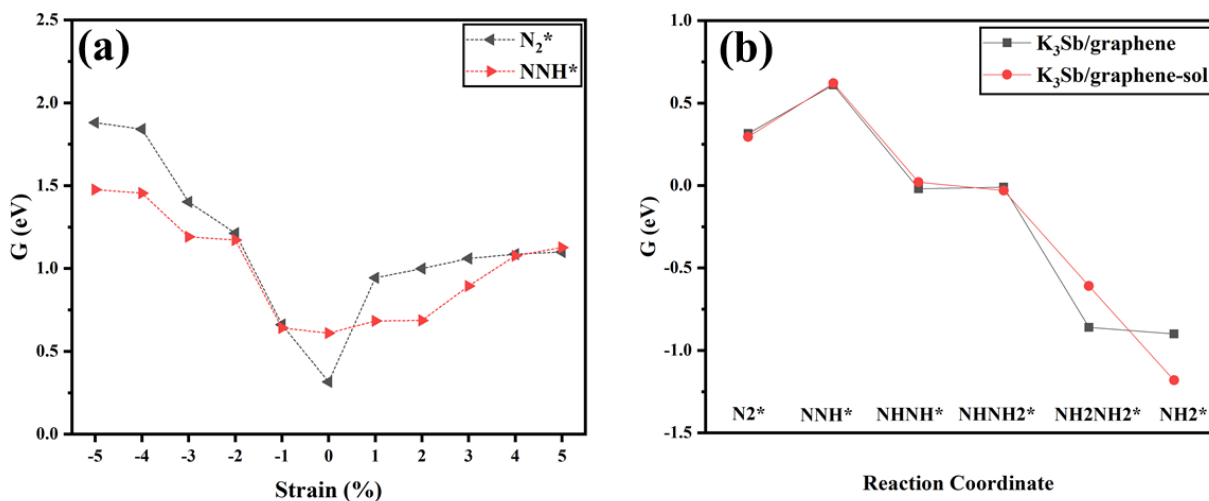 (a)
N₂*
NNH*
G (eV)
2.5
2.0
1.5
1.0
0.5
0.0
-5 -4 -3 -2 -1 0 1 2 3 4 5
Strain (%)
(b)
K₃Sb/graphene
K₃Sb/graphene-sol
G (eV)
1.0
0.5
0.0
-0.5
-1.0
-1.5
N2* NNH* NHNH* NHNH2* NH2NH2* NH2*
Reaction Coordinate